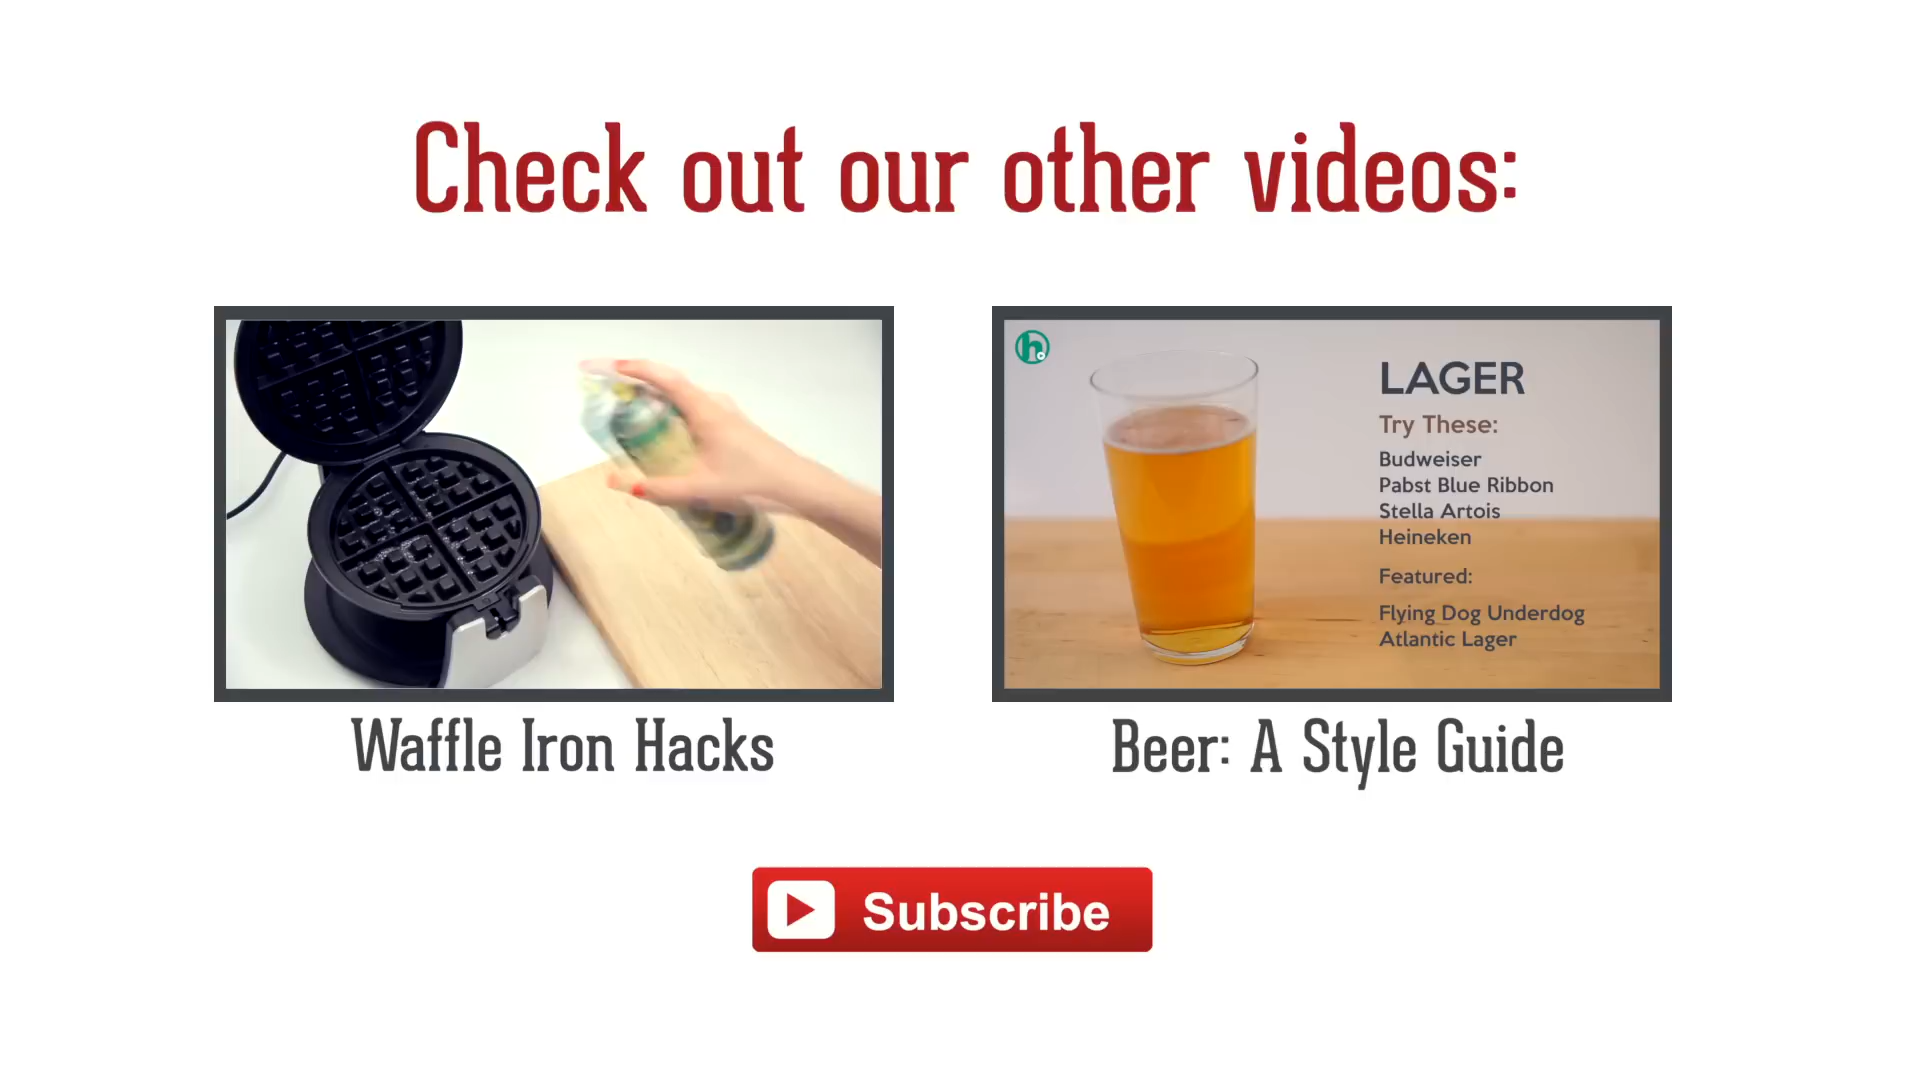 Check out our other videos:
h
LAGER
Try These:
Budweiser
Pabst Blue Ribbon
Stella Artois
Heineken
Featured:
Flying Dog Underdog
Atlantic Lager
Waffle Iron Hacks
Beer: A Style Guide
Subscribe